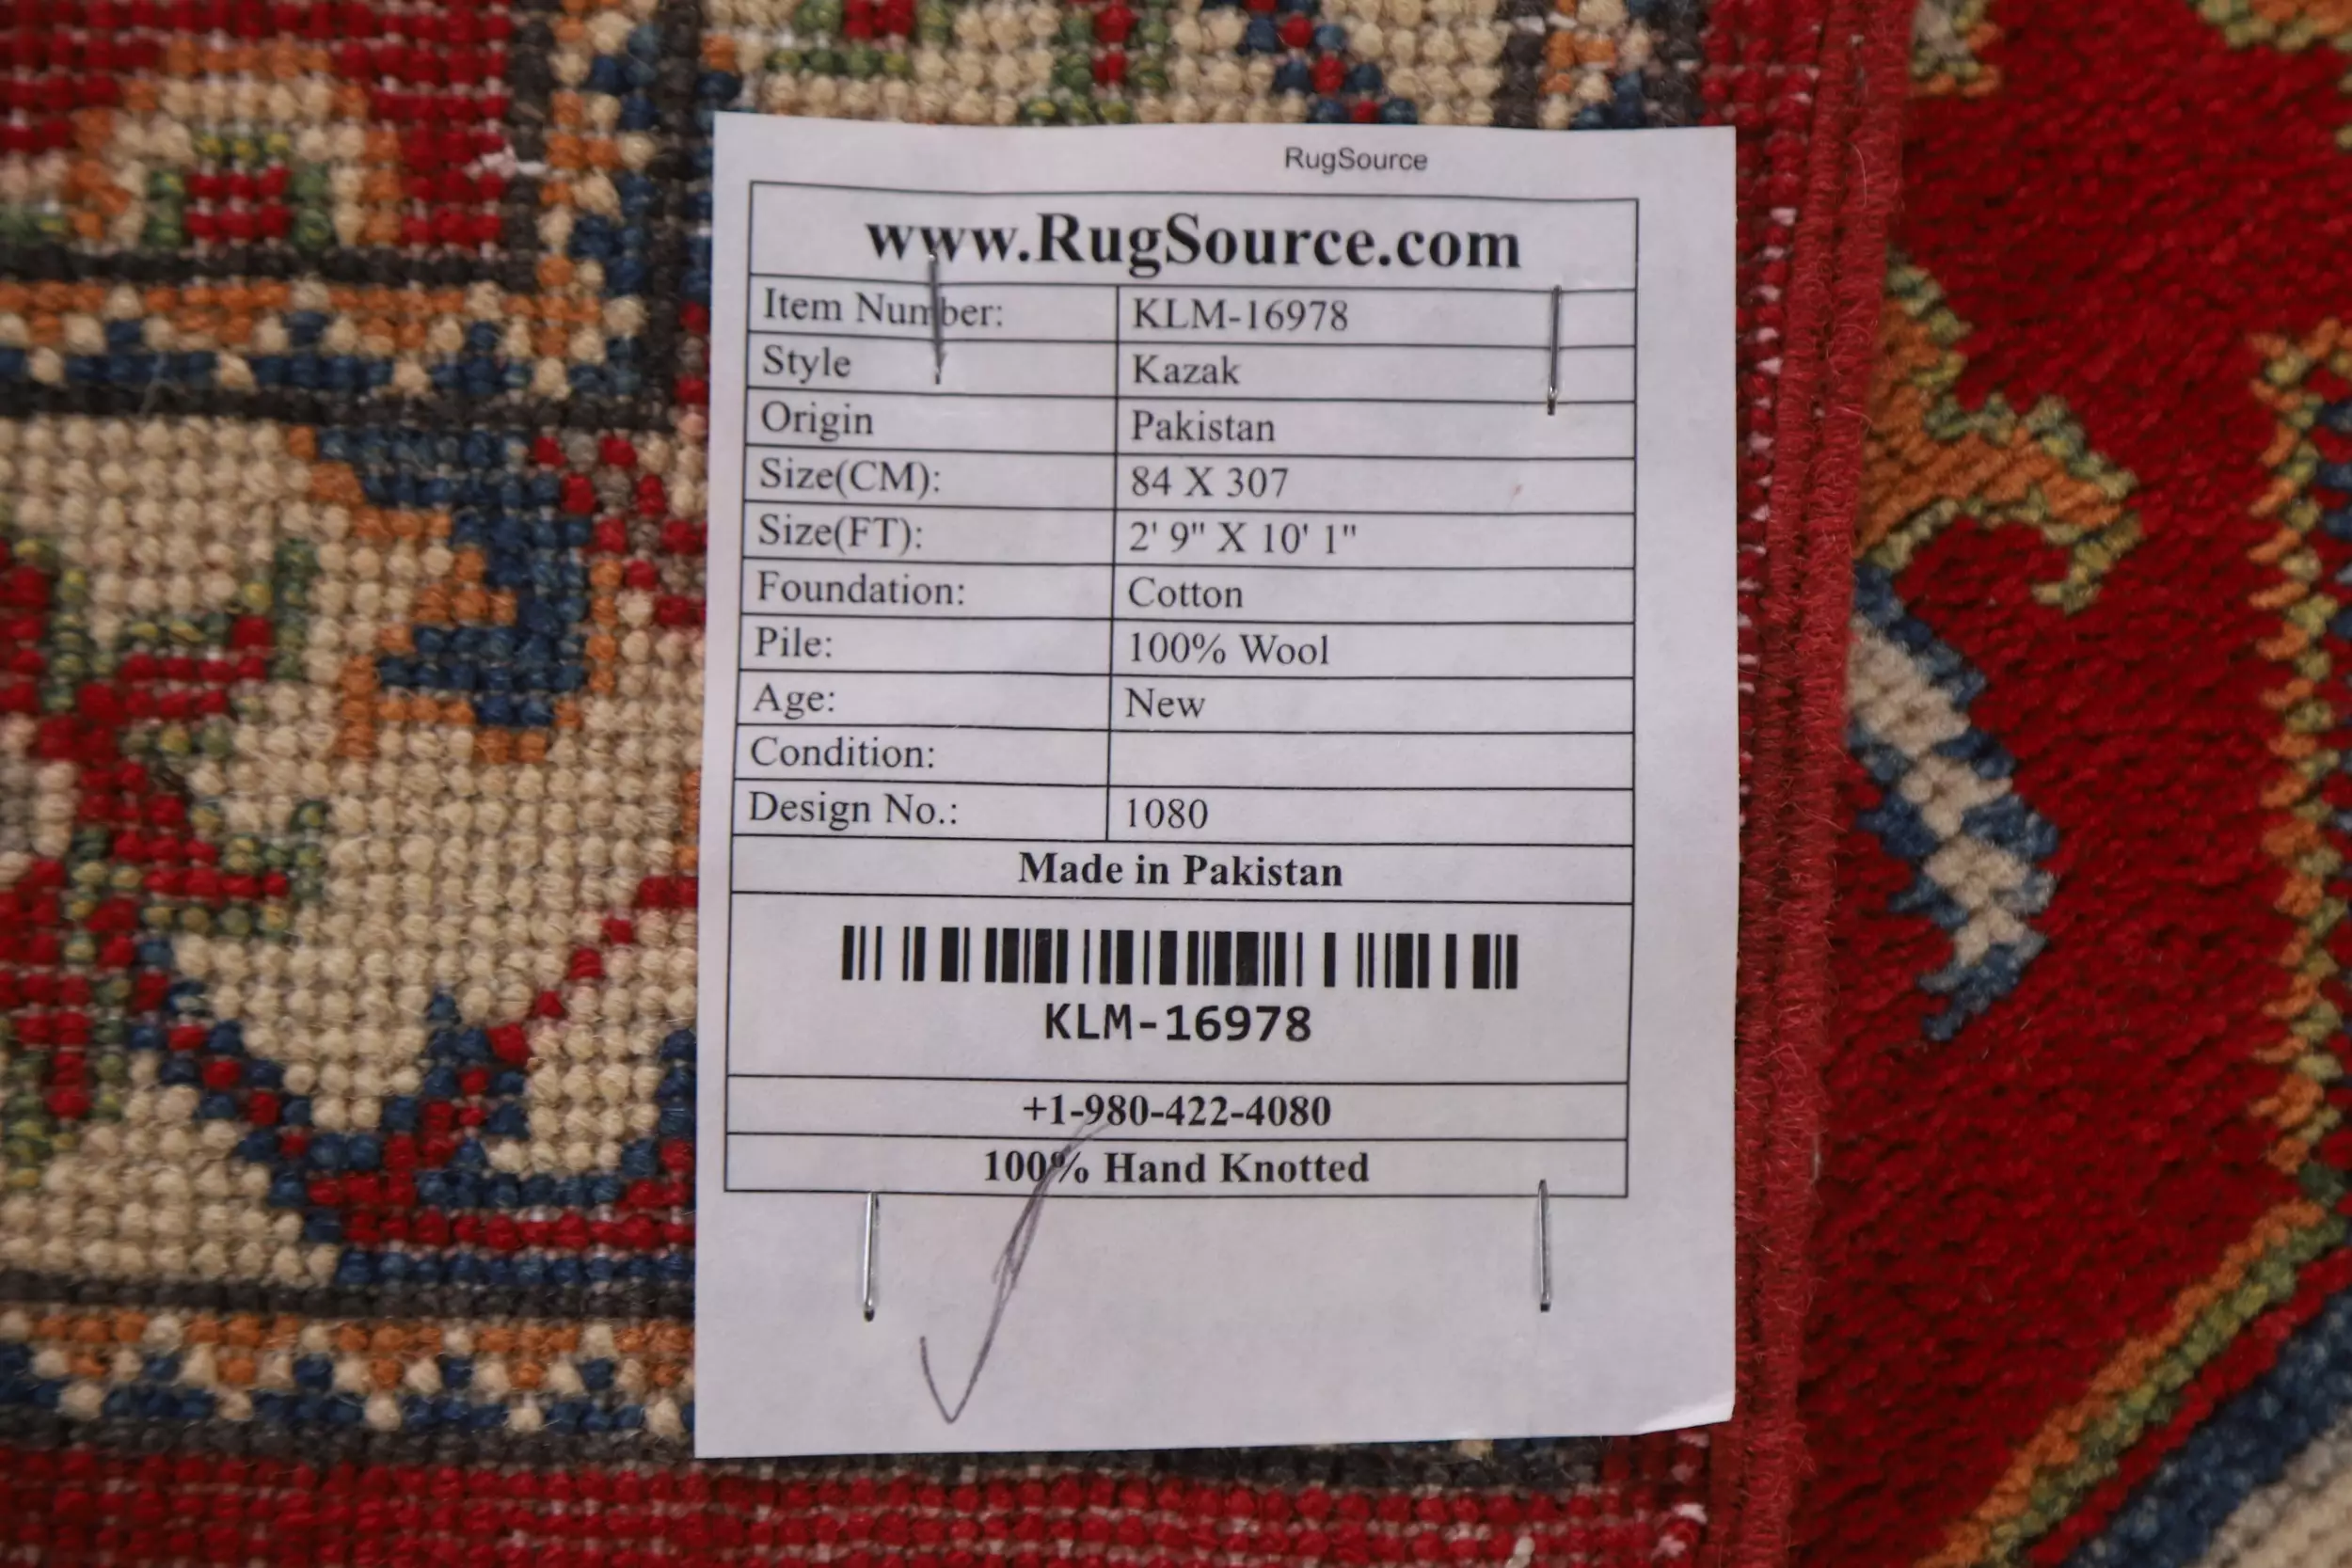 RugSource
www.RugSource.com
Item Number: KLM-16978
Style Kazak
Origin Pakistan
Size(CM): 84 X 307
Size(FT): 2' 9" X 10' 1"
Foundation: Cotton
Pile: 100% Wool
Age: New
Condition:
Design No.: 1080
Made in Pakistan
KLM-16978
+1-980-422-4080
100% Hand Knotted